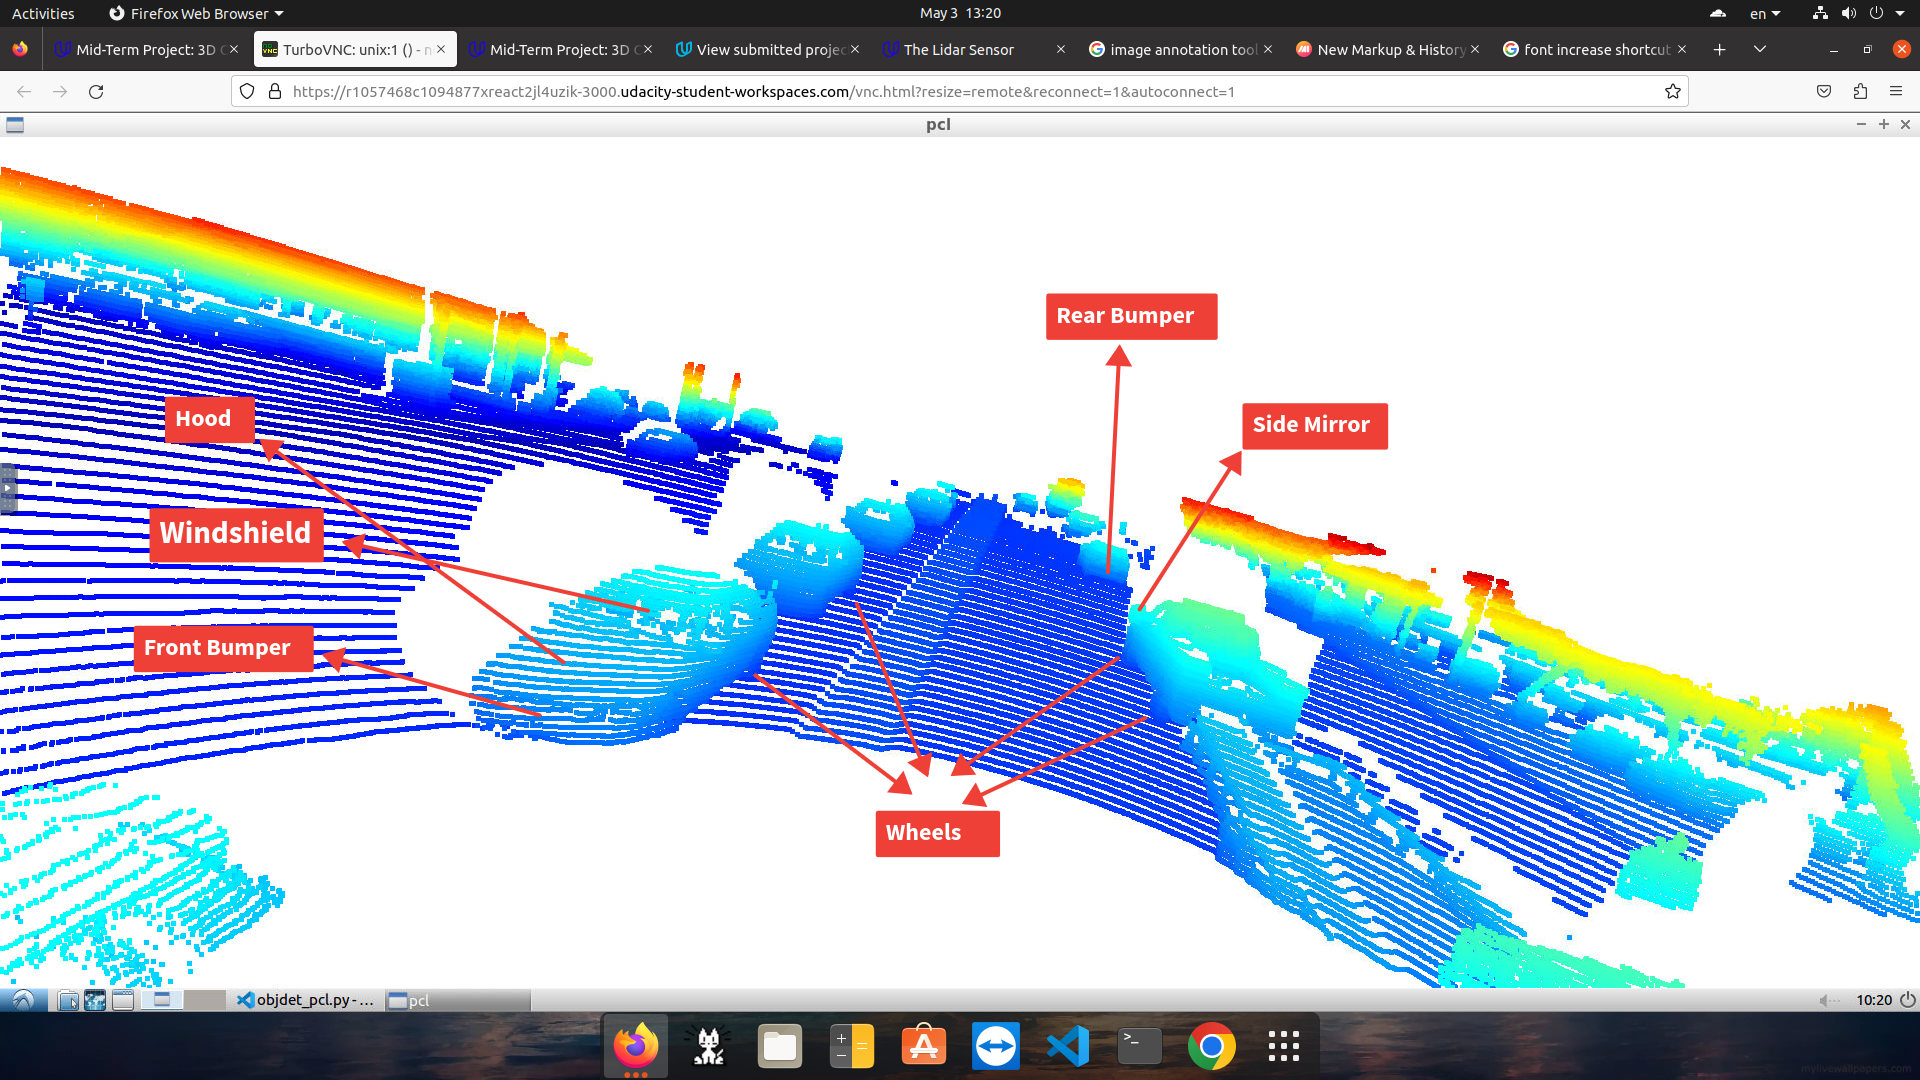 Activities
Firefox Web Browser
May 3 13:20
en
Mid-Term Project: 3D C
TurboVNC: unix:1 () - n
Mid-Term Project: 3D C
View submitted projec
The Lidar Sensor
image annotation tool
New Markup & History
font increase shortcut
https://r1057468c1094877xreact2jl4uzik-3000.udacity-student-workspaces.com/vnc.html?resize=remote&reconnect=1&autoconnect=1
pcl
Rear Bumper
Hood
Side Mirror
Windshield
Front Bumper
Wheels
objdet_pcl.py - ...
pcl
10:20
mylivewallpapers.com